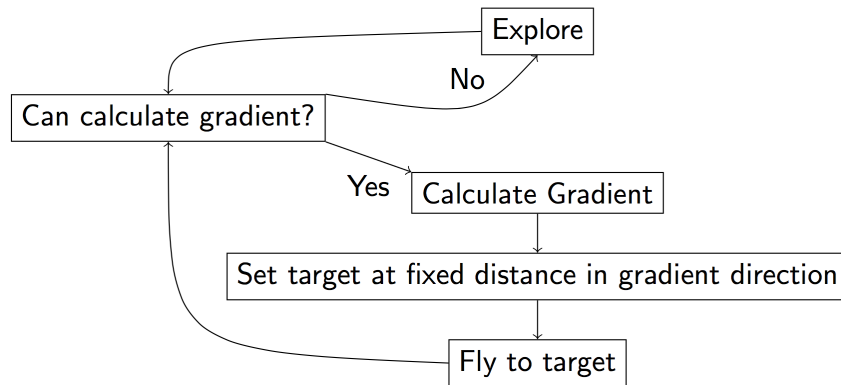 Explore
No
Can calculate gradient?
Yes
Calculate Gradient
Set target at fixed distance in gradient direction
Fly to target